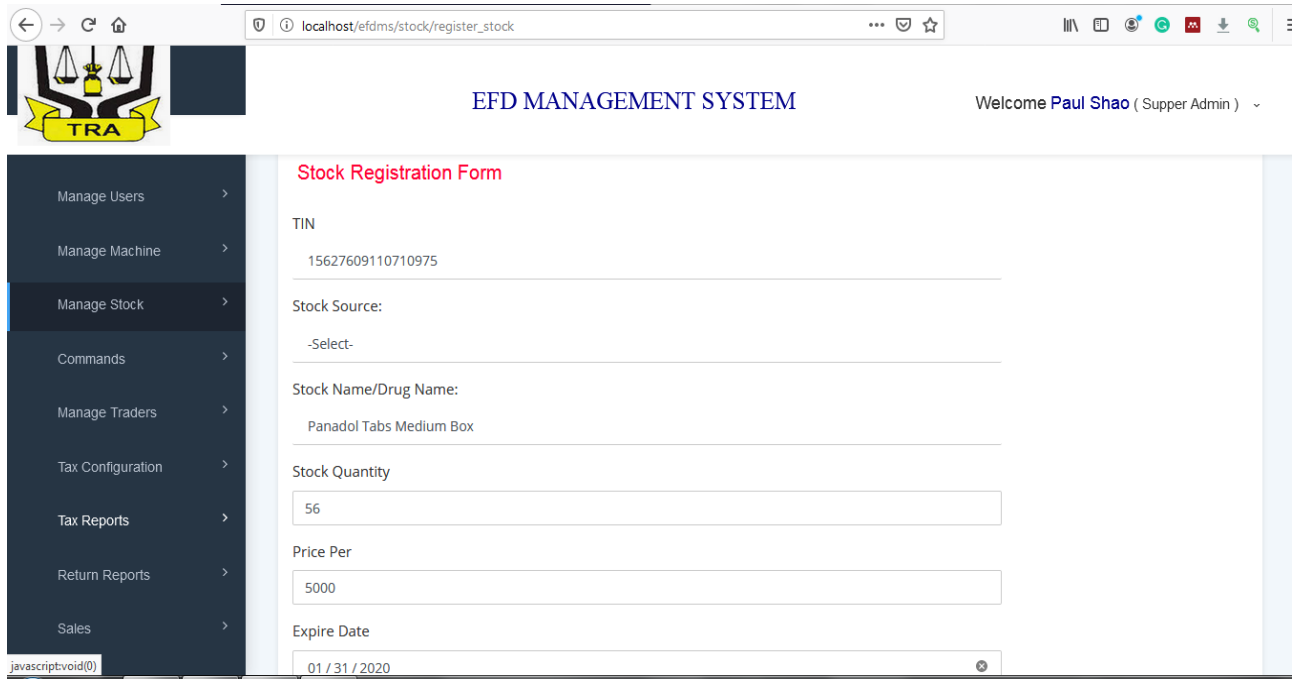 localhost/efdms/stock/register_stock
TRA
EFD MANAGEMENT SYSTEM
Welcome Paul Shao ( Supper Admin )
Manage Users
Manage Machine
Manage Stock
Commands
Manage Traders
Tax Configuration
Tax Reports
Return Reports
Sales
javascript:void(0)
Stock Registration Form
TIN
15627609110710975
Stock Source:
-Select-
Stock Name/Drug Name:
Panadol Tabs Medium Box
Stock Quantity
56
Price Per
5000
Expire Date
01 / 31 / 2020